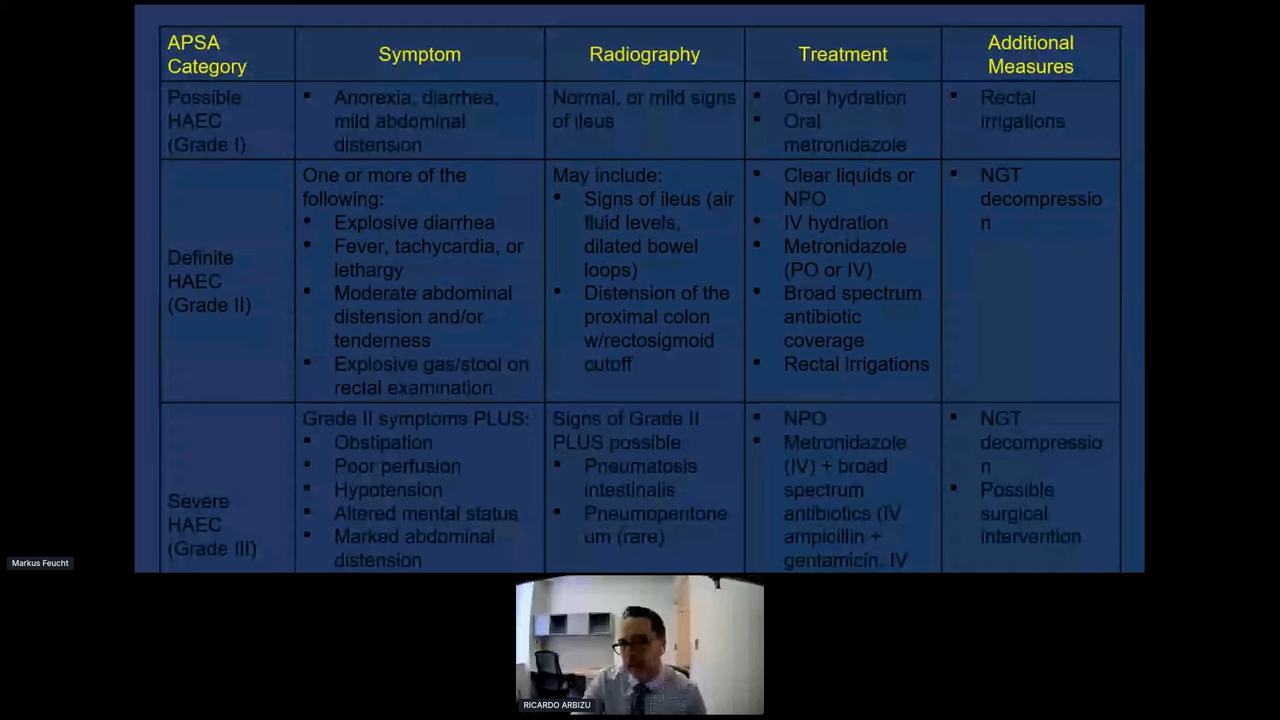 APSA
Category
Symptom
Radiography
Treatment
Additional
Measures
Possible
HAEC
(Grade I)
▪ Anorexia, diarrhea,
mild abdominal
distension
Normal, or mild signs
of ileus
▪ Oral hydration
▪ Oral
metronidazole
▪ Rectal
irrigations
Definite
HAEC
(Grade II)
One or more of the
following:
• Explosive diarrhea
• Fever, tachycardia, or
lethargy
• Moderate abdominal
distension and/or
tenderness
• Explosive gas/stool on
rectal examination
May include:
• Signs of ileus (air
fluid levels,
dilated bowel
loops)
• Distension of the
proximal colon
w/rectosigmoid
cutoff
• Clear liquids or
NPO
• IV hydration
• Metronidazole
(PO or IV)
• Broad spectrum
antibiotic
coverage
• Rectal Irrigations
▪ NGT
decompressio
n
Severe
HAEC
(Grade III)
Grade II symptoms PLUS:
• Obstipation
• Poor perfusion
• Hypotension
• Altered mental status
• Marked abdominal
distension
Signs of Grade II
PLUS possible
• Pneumatosis
intestinalis
• Pneumoperitone
um (rare)
▪ NPO
▪ Metronidazole
(IV) + broad
spectrum
antibiotics (IV
ampicillin +
gentamicin, IV
▪ NGT
decompressio
n
▪ Possible
surgical
intervention
Markus Feucht
RICARDO ARBIZU